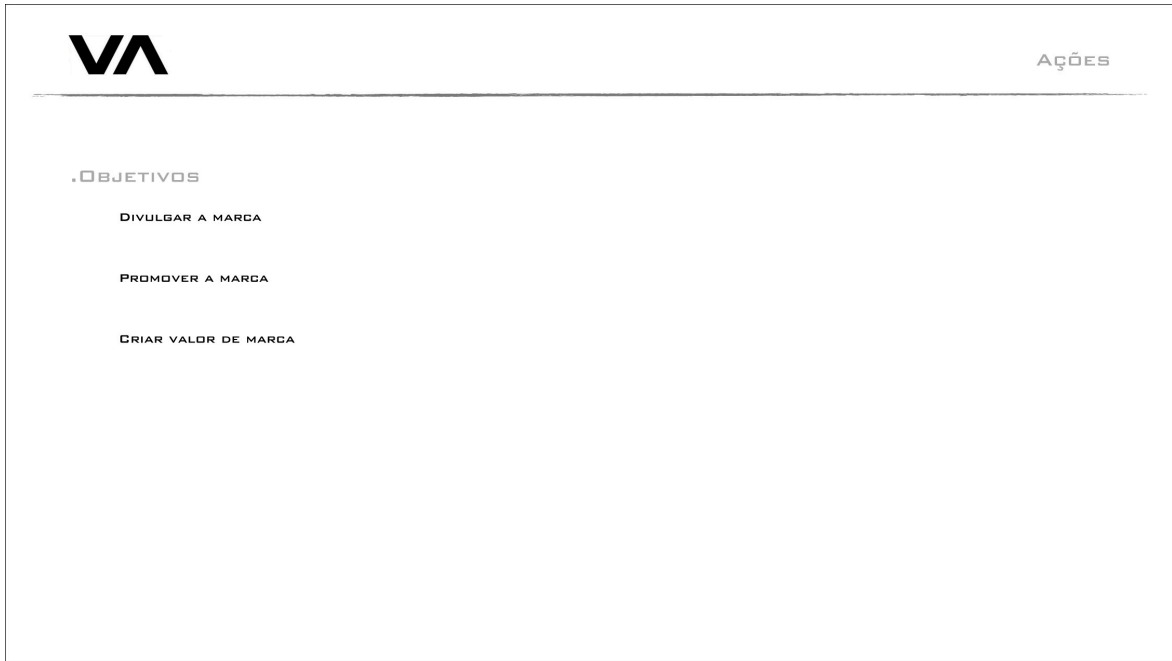 VA
Ações
.Objetivos
Divulgar a marca
Promover a marca
Criar valor de marca